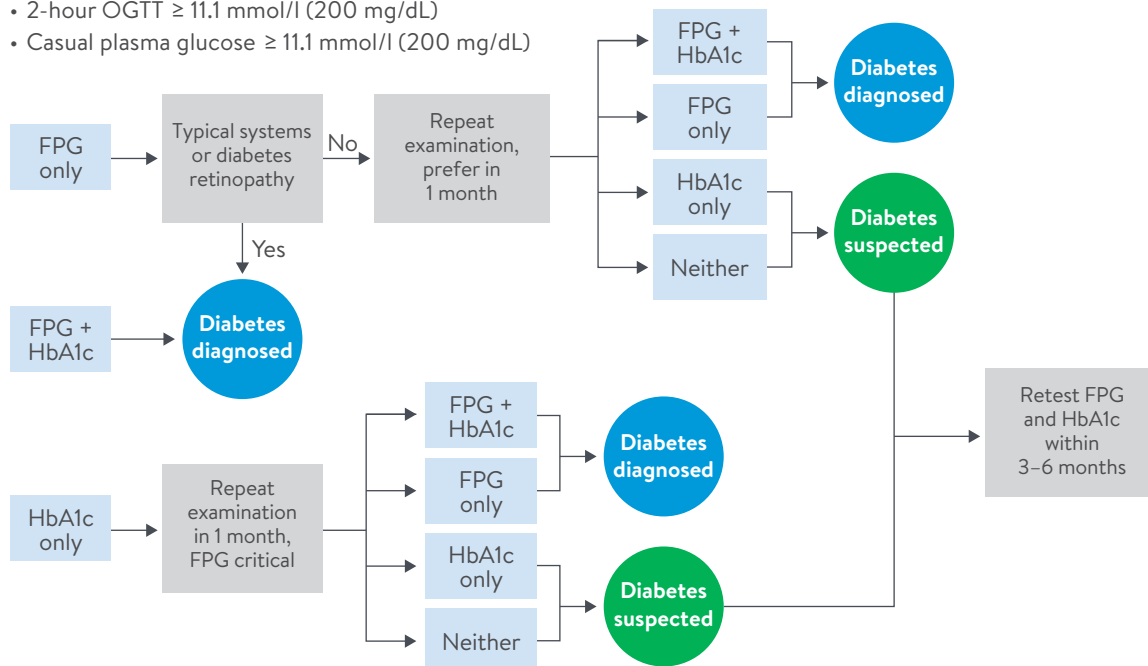 • 2-hour OGTT ≥ 11.1 mmol/l (200 mg/dL)
• Casual plasma glucose ≥ 11.1 mmol/l (200 mg/dL)
FPG
only
Typical systems
or diabetes
retinopathy
No
Repeat
examination,
prefer in
1 month
FPG +
HbA1c
FPG
only
HbA1c
only
Neither
Diabetes
diagnosed
Diabetes
suspected
Yes
FPG +
HbA1c
Diabetes
diagnosed
HbA1c
only
Repeat
examination
in 1 month,
FPG critical
FPG +
HbA1c
FPG
only
HbA1c
only
Neither
Diabetes
diagnosed
Diabetes
suspected
Retest FPG
and HbA1c
within
3–6 months